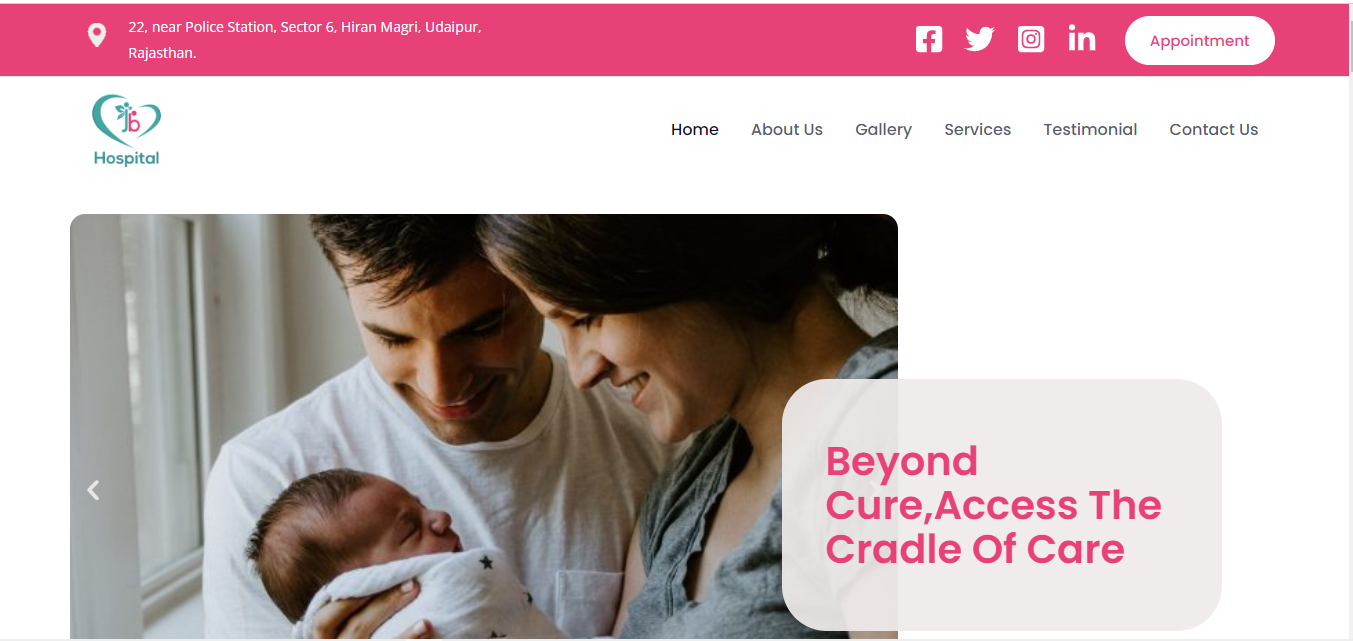 22, near Police Station, Sector 6, Hiran Magri, Udaipur,
Rajasthan.
Appointment
jb
Hospital
Home About Us Gallery Services Testimonial Contact Us
Beyond
Cure,Access The
Cradle Of Care